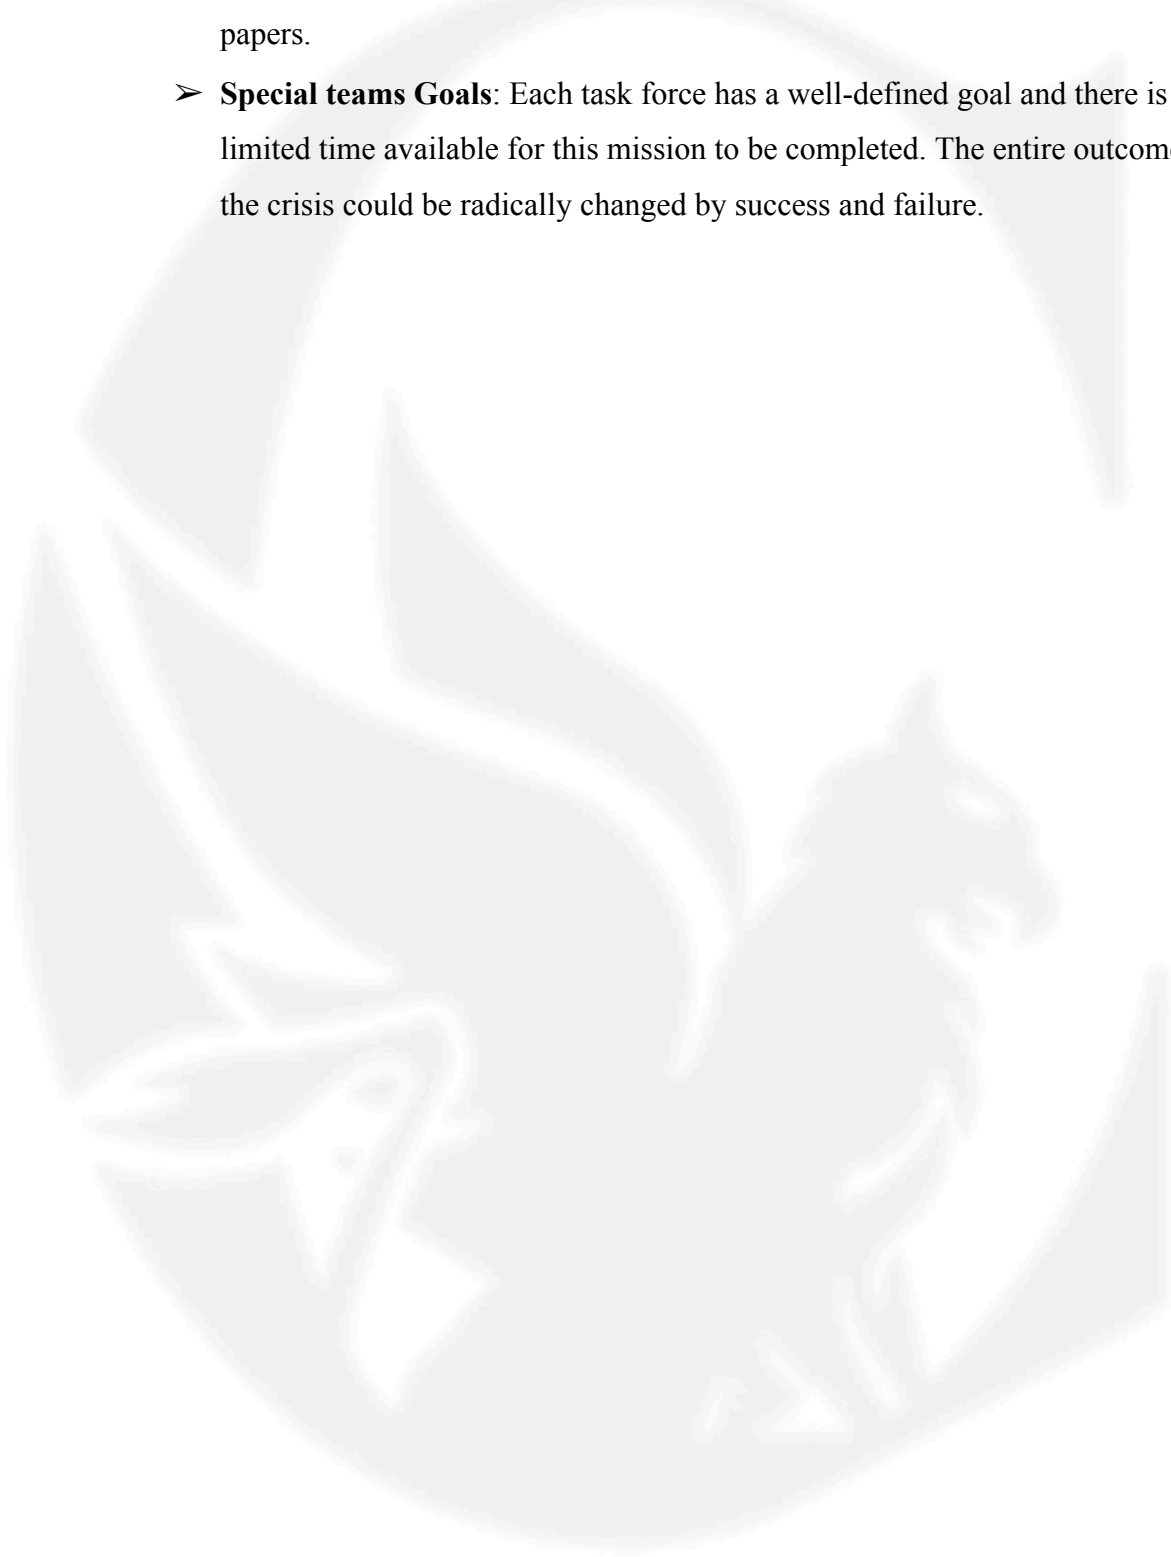 papers.
➢ Special teams Goals: Each task force has a well-defined goal and there is
limited time available for this mission to be completed. The entire outcom
the crisis could be radically changed by success and failure.